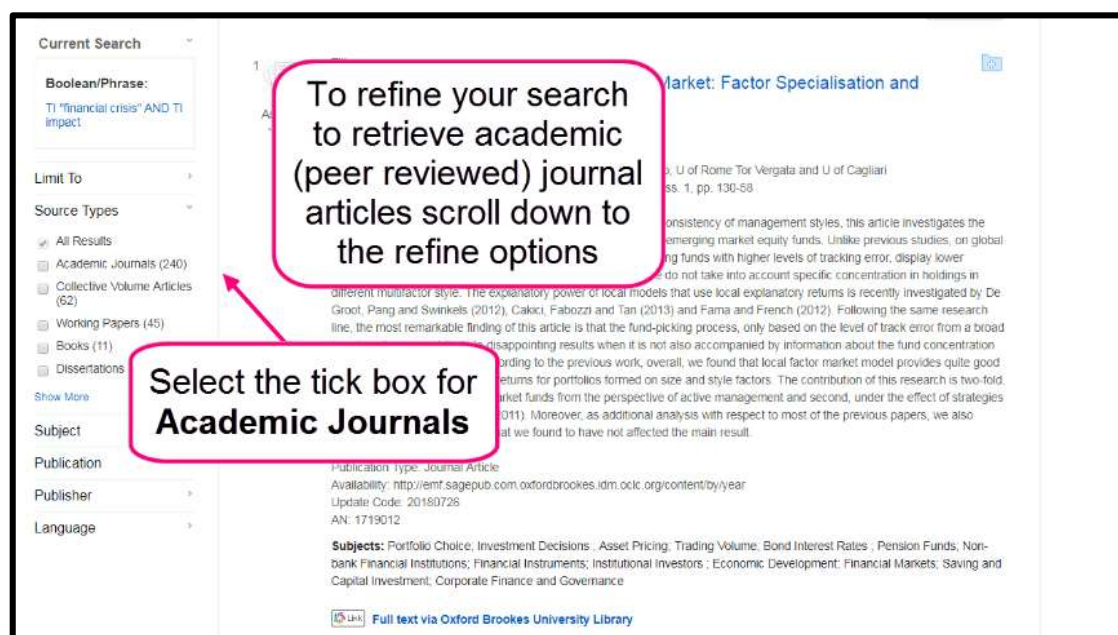 Current Search
Boolean/Phrase:
TI "financial crisis" AND TI
impact
Limit To
Source Types
All Results
Academic Journals (240)
Collective Volume Articles
(62)
Working Papers (45)
Books (11)
Dissertations
Show More
Subject
Publication
Publisher
Language
To refine your search
to retrieve academic
(peer reviewed) journal
articles scroll down to
the refine options
Select the tick box for
Academic Journals
1
Market: Factor Specialisation and
U of Rome Tor Vergata and U of Cagliari
ss. 1, pp. 130-58
onsistency of management styles, this article investigates the
emerging market equity funds. Unlike previous studies, on global
ng funds with higher levels of tracking error, display lower
do not take into account specific concentration in holdings in
different multifactor style. The explanatory power of local models that use local explanatory returns is recently investigated by De
Groot, Pang and Swinkels (2012), Cakici, Fabozzi and Tan (2013) and Fama and French (2012). Following the same research
line, the most remarkable finding of this article is that the fund-picking process, only based on the level of track error from a broad
disappointing results when it is not also accompanied by information about the fund concentration
ording to the previous work, overall, we found that local factor market model provides quite good
eturns for portfolios formed on size and style factors. The contribution of this research is two-fold.
arket funds from the perspective of active management and second, under the effect of strategies
2011). Moreover, as additional analysis with respect to most of the previous papers, we also
at we found to have not affected the main result.
Publication Type: Journal Article
Availability: http://emf.sagepub.com.oxfordbrookes.idm.oclc.org/content/by/year
Update Code: 20180726
AN: 1719012
Subjects: Portfolio Choice; Investment Decisions ; Asset Pricing; Trading Volume; Bond Interest Rates ; Pension Funds; Non-
bank Financial Institutions; Financial Instruments; Institutional Investors ; Economic Development: Financial Markets; Saving and
Capital Investment; Corporate Finance and Governance
Link Full text via Oxford Brookes University Library